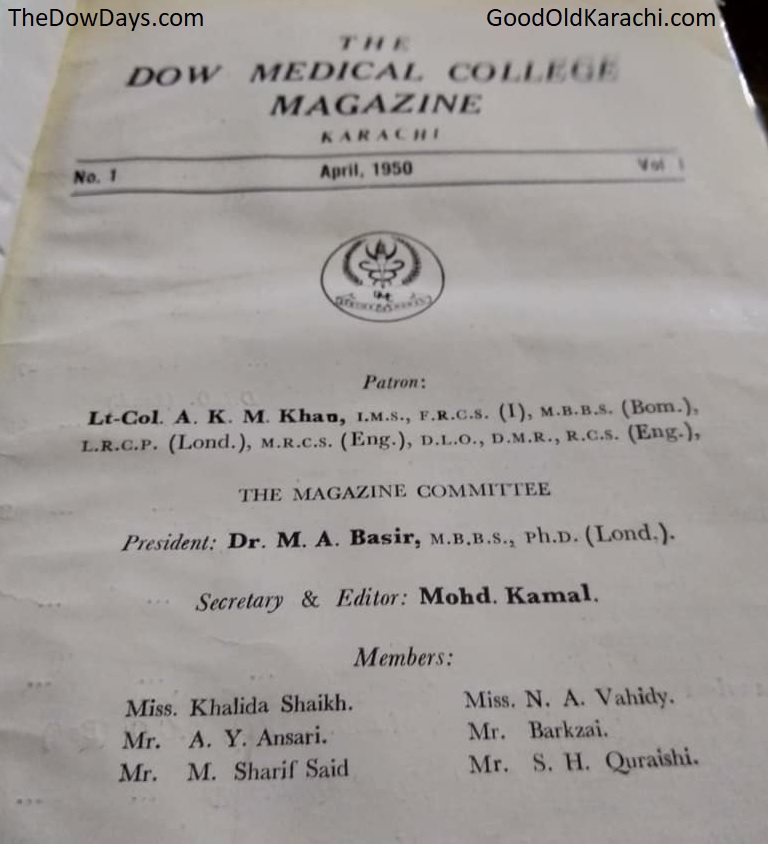 TheDowDays.com GoodOldKarachi.com
THE
DOW MEDICAL COLLEGE
MAGAZINE
KARACHI
No. 1 April, 1950 Vol 1
Patron:
Lt-Col. A. K. M. Khan, I.M.S., F.R.C.S. (I), M.B.B.S. (Bom.),
L.R.C.P. (Lond.), M.R.C.S. (Eng.), D.L.O., D.M.R., R.C.S. (Eng.),
THE MAGAZINE COMMITTEE
President: Dr. M. A. Basir, M.B.B.S., Ph.D. (Lond.).
Secretary & Editor: Mohd. Kamal.
Members:
Miss. Khalida Shaikh. Miss. N. A. Vahidy.
Mr. A. Y. Ansari. Mr. Barkzai.
Mr. M. Sharif Said Mr. S. H. Quraishi.